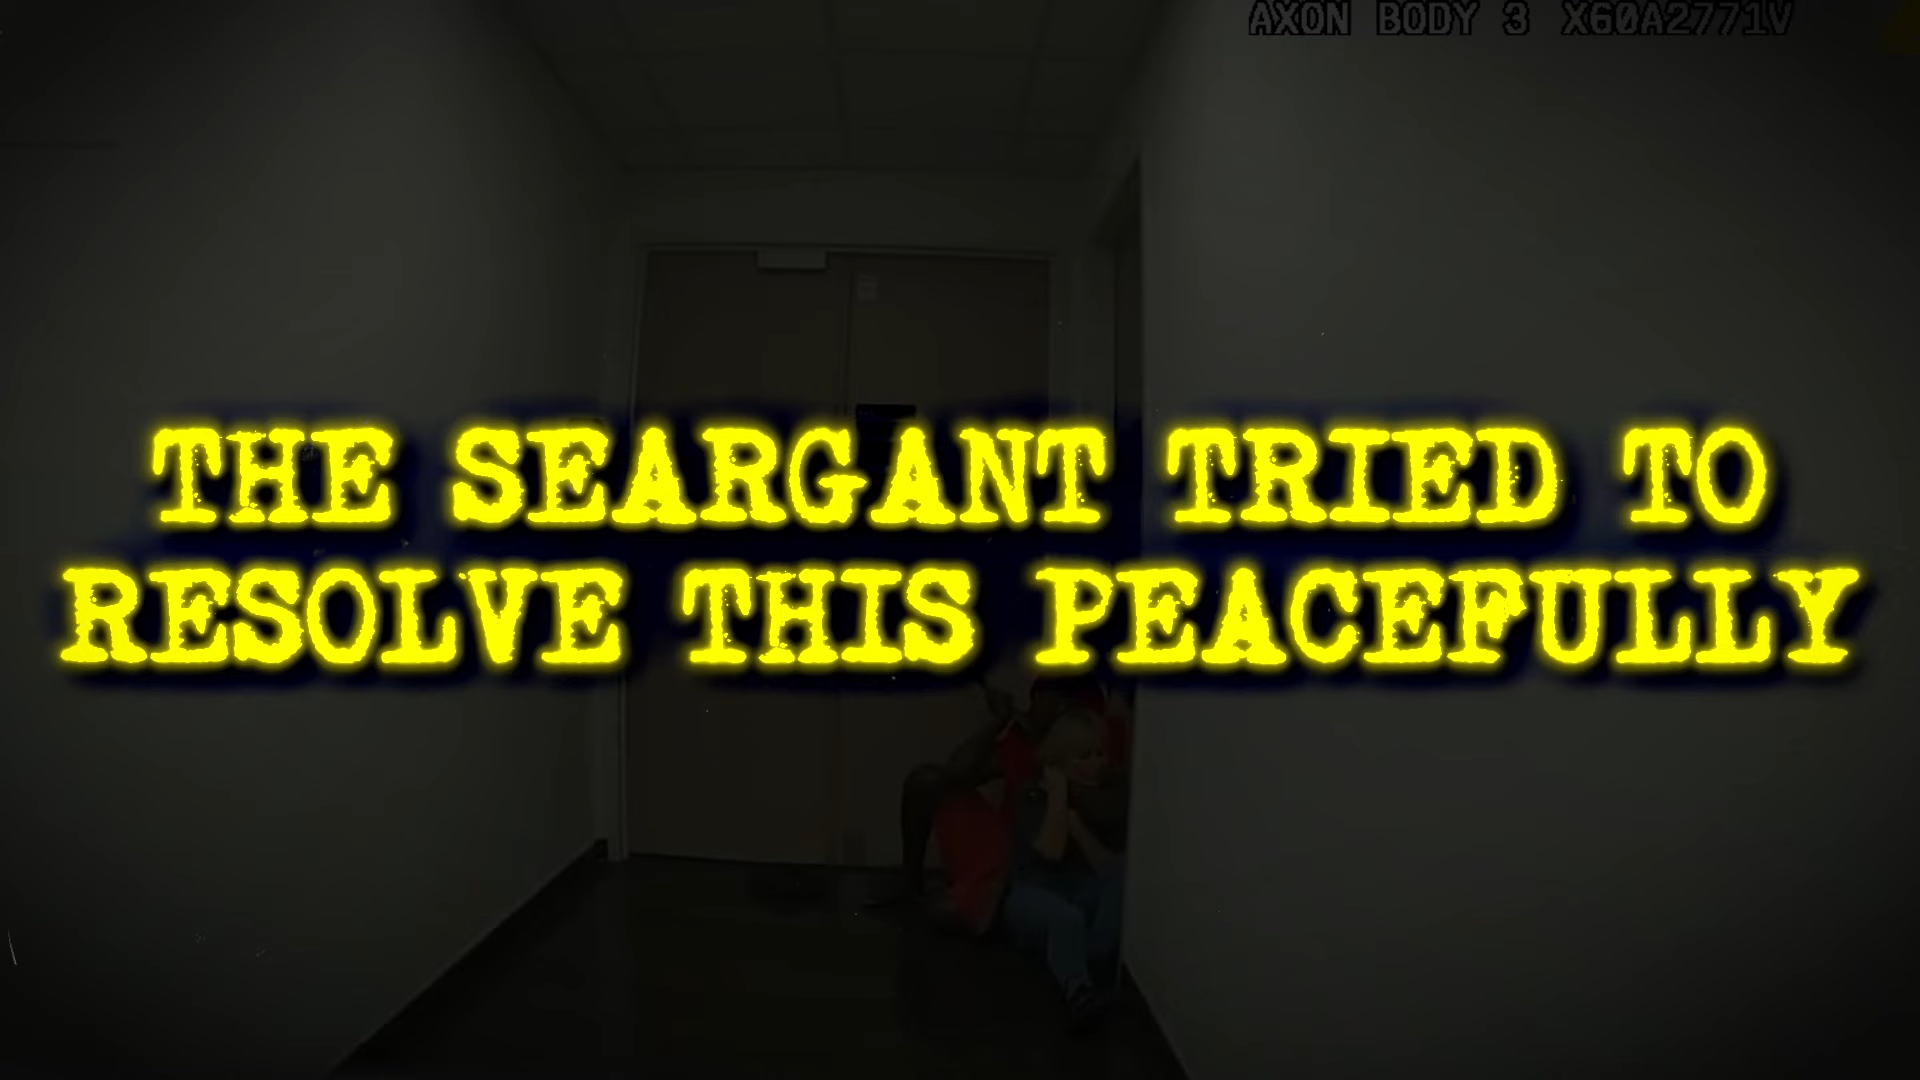 AXON BODY 3 X60A2771V
THE SEARGANT TRIED TO
RESOLVE THIS PEACEFULLY